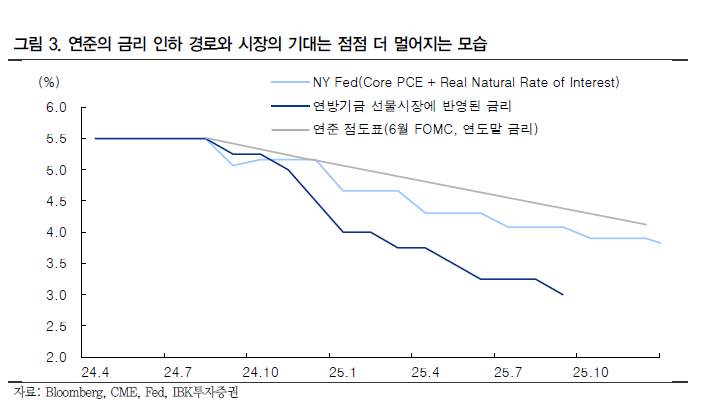 그림 3. 연준의 금리 인하 경로와 시장의 기대는 점점 더 멀어지는 모습
(%)
NY Fed(Core PCE + Real Natural Rate of Interest)
연방기금 선물시장에 반영된 금리
연준 점도표(6월 FOMC, 연도말 금리)
6.0
5.5
5.0
4.5
4.0
3.5
3.0
2.5
2.0
24.4 24.7 24.10 25.1 25.4 25.7 25.10
자료: Bloomberg, CME, Fed, IBK투자증권